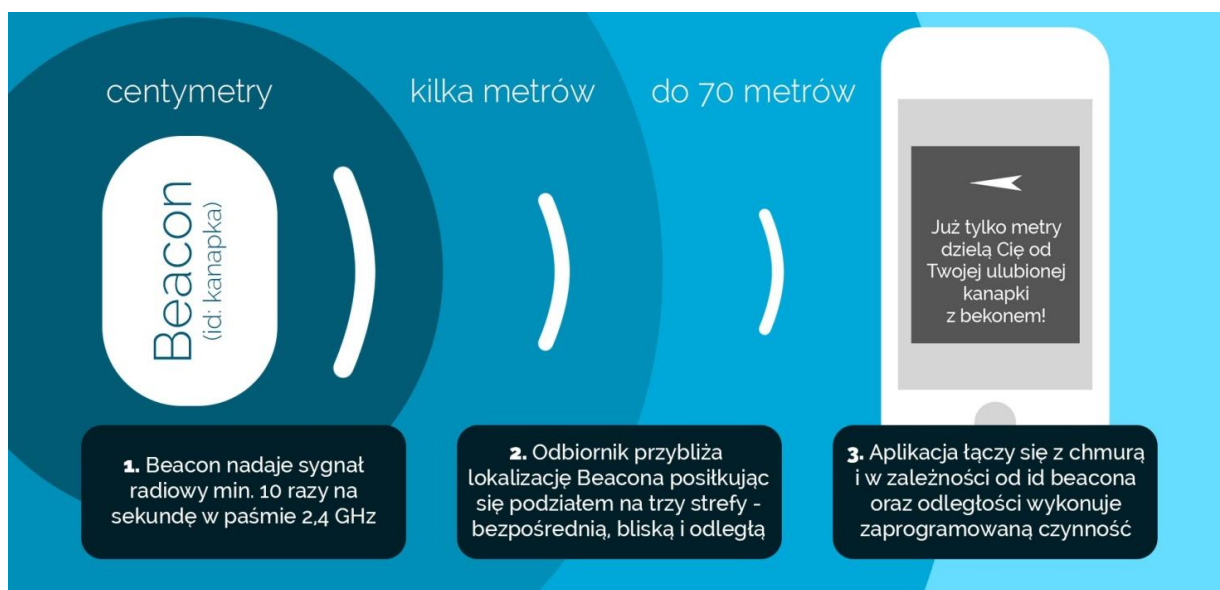 centymetry
kilka metrów
do 70 metrów
Beacon
(id: kanapka)
Już tylko metry
dzielą Cię od
Twojej ulubionej
kanapki
z bekonem!
1. Beacon nadaje sygnał
radiowy min. 10 razy na
sekundę w paśmie 2,4 GHz
2. Odbiornik przybliża
lokalizację Beacona posiłkując
się podziałem na trzy strefy -
bezpośrednią, bliską i odległą
3. Aplikacja łączy się z chmurą
i w zależności od id beacona
oraz odległości wykonuje
zaprogramowaną czynność